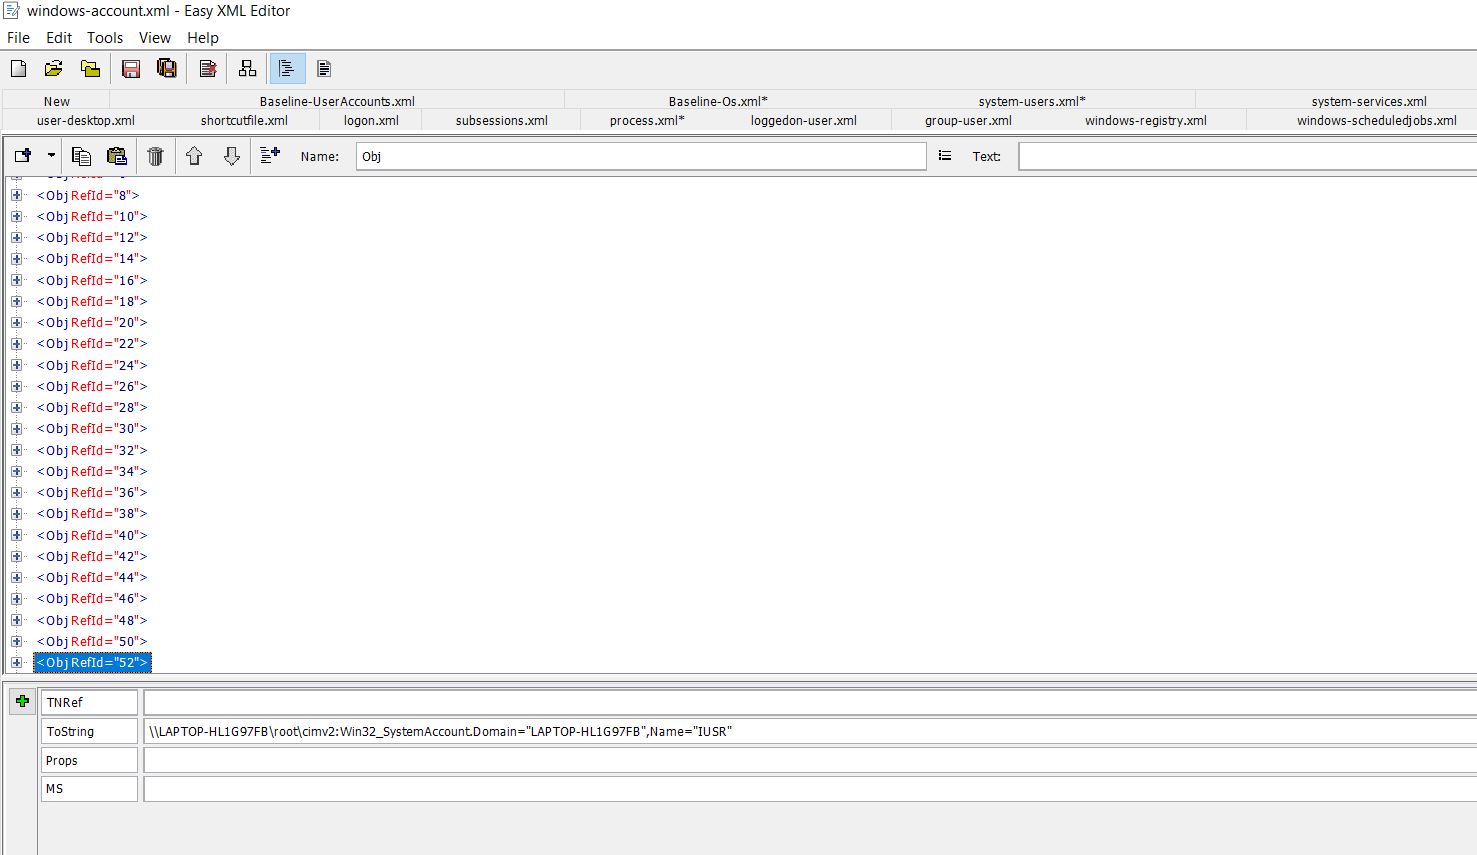 windows-account.xml - Easy XML Editor
File Edit Tools View Help
New Baseline-UserAccounts.xml Baseline-Os.xml* system-users.xml* system-services.xml
user-desktop.xml shortcutfile.xml logon.xml subsessions.xml process.xml* loggedon-user.xml group-user.xml windows-registry.xml windows-scheduledjobs.xml
Name: Obj Text:
<Obj RefId="8">
<Obj RefId="10">
<Obj RefId="12">
<Obj RefId="14">
<Obj RefId="16">
<Obj RefId="18">
<Obj RefId="20">
<Obj RefId="22">
<Obj RefId="24">
<Obj RefId="26">
<Obj RefId="28">
<Obj RefId="30">
<Obj RefId="32">
<Obj RefId="34">
<Obj RefId="36">
<Obj RefId="38">
<Obj RefId="40">
<Obj RefId="42">
<Obj RefId="44">
<Obj RefId="46">
<Obj RefId="48">
<Obj RefId="50">
<Obj RefId="52">
TNRef
ToString \\LAPTOP-HL1G97FB\root\cimv2:Win32_SystemAccount.Domain="LAPTOP-HL1G97FB",Name="IUSR"
Props
MS